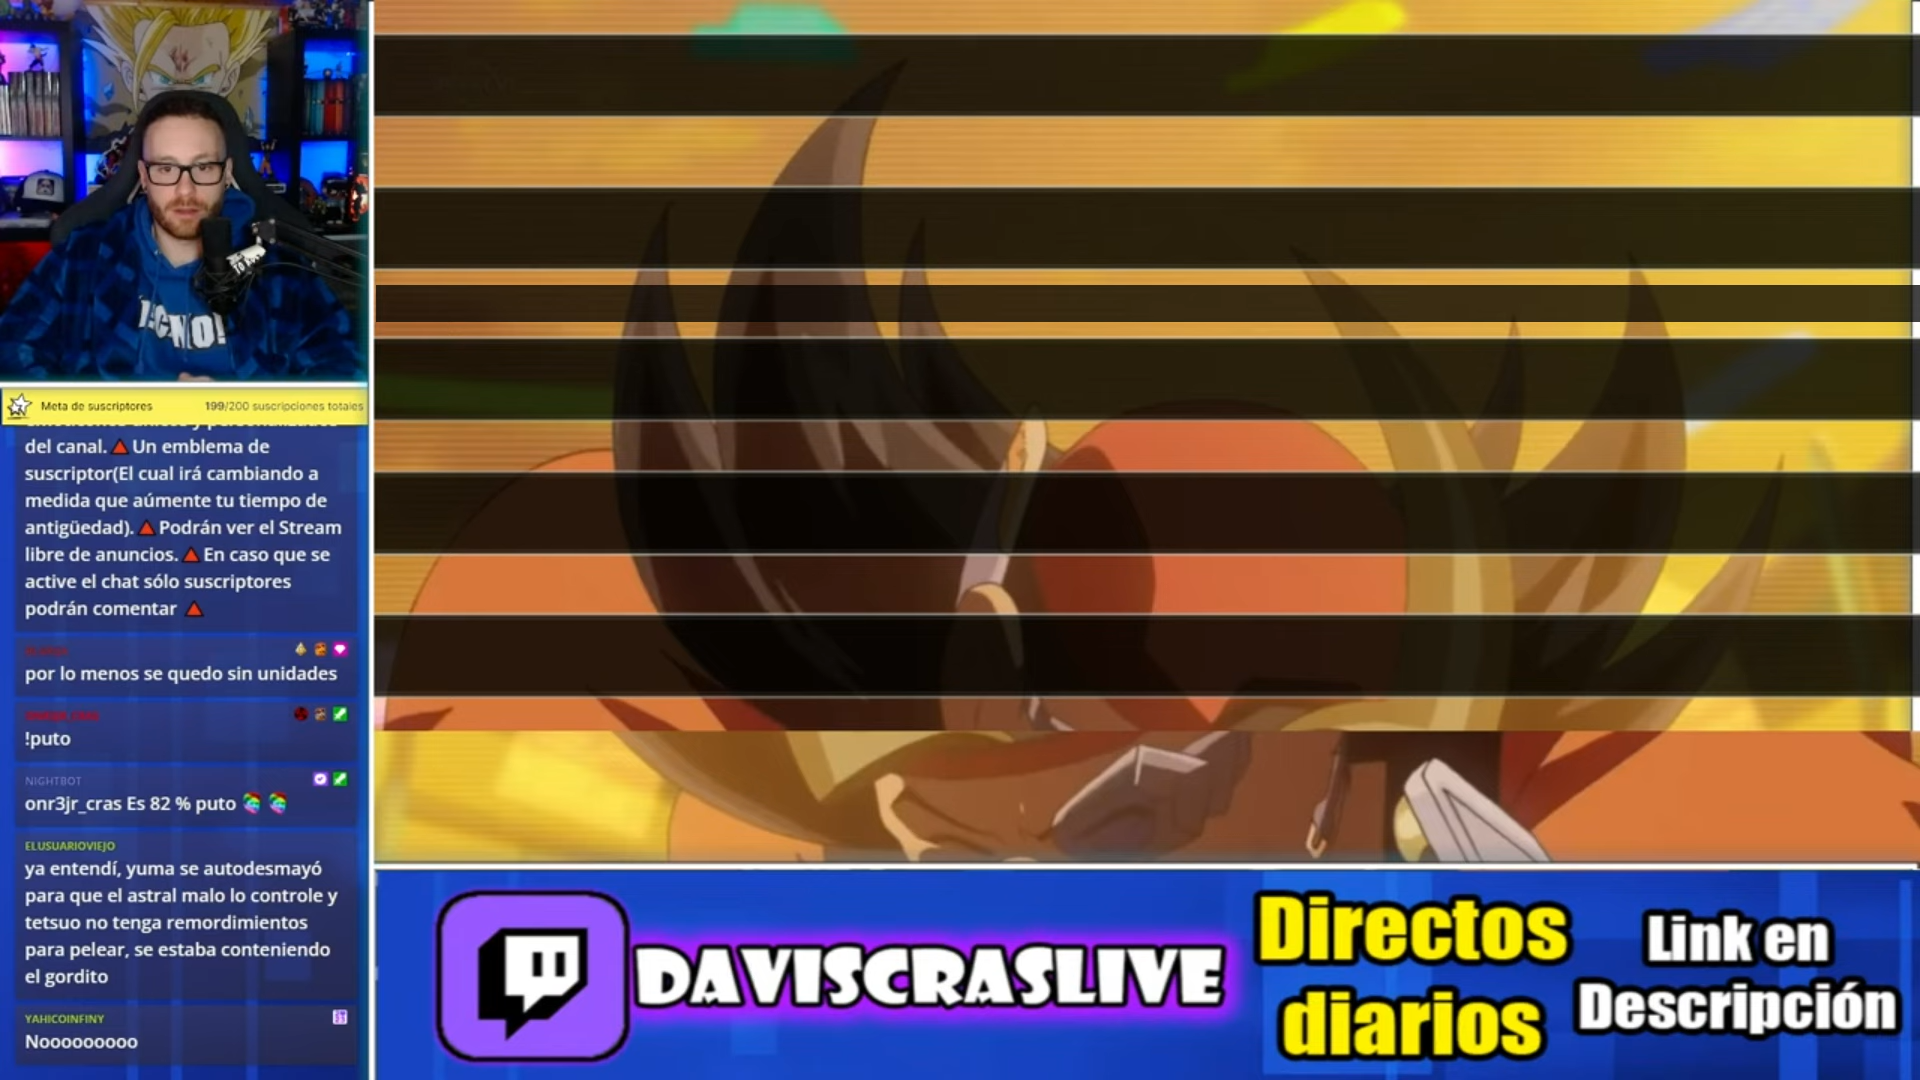 Meta de suscriptores 199/200 suscripciones totales
del canal. 🔺 Un emblema de
suscriptor(El cual irá cambiando a
medida que aúmente tu tiempo de
antigüedad). 🔺 Podrán ver el Stream
libre de anuncios. 🔺 En caso que se
active el chat sólo suscriptores
podrán comentar 🔺
por lo menos se quedo sin unidades
!puto
NIGHTBOT
onr3jr_cras Es 82 % puto
ELUSUARIOVIEJO
ya entendí, yuma se autodesmayó
para que el astral malo lo controle y
tetsuo no tenga remordimientos
para pelear, se estaba conteniendo
el gordito
YAHICOINFINY
Nooooooooo
DAVISCRASLIVE
Directos
diarios
Link en
Descripción